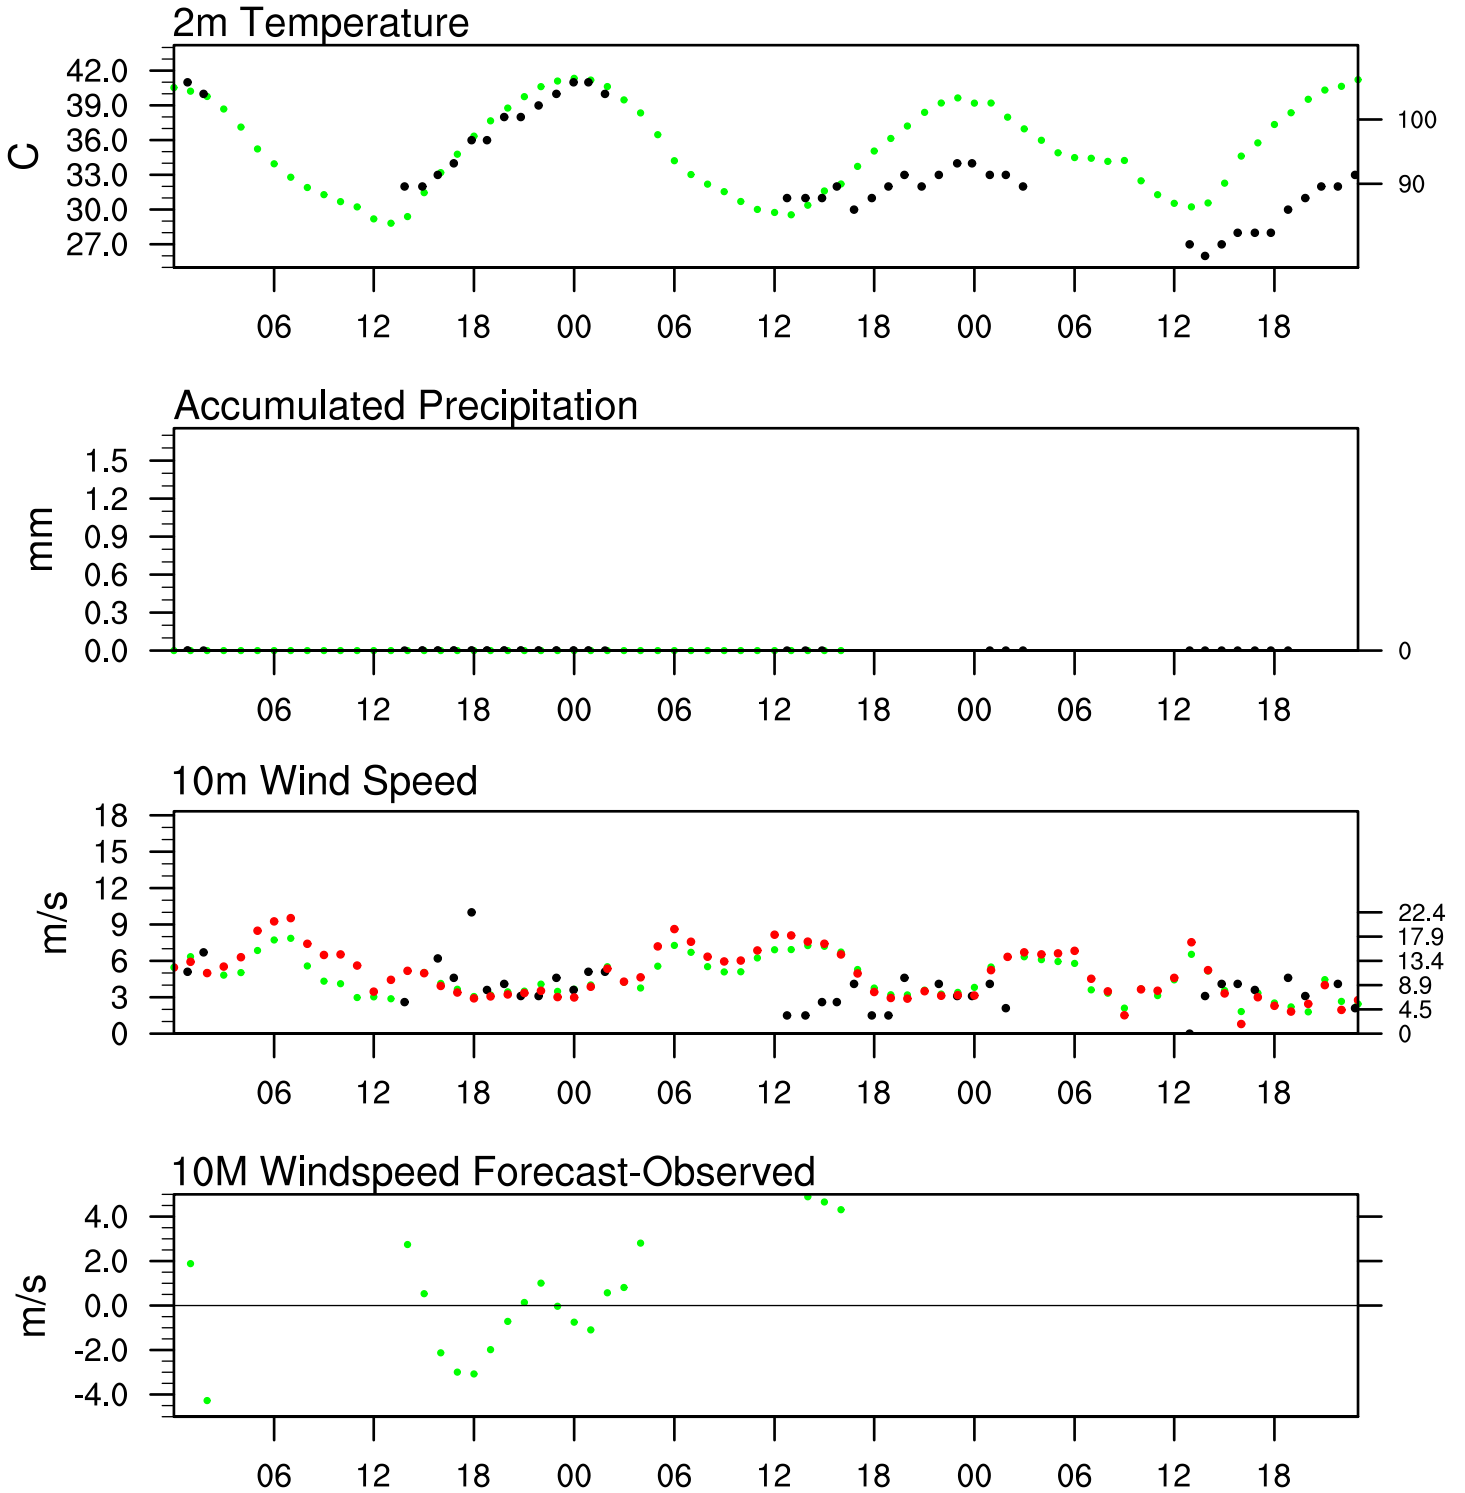 2m Temperature
42.0
39.0
36.0
33.0
30.0
27.0
C
100
90
06 12 18 00 06 12 18 00 06 12 18
Accumulated Precipitation
1.5
1.2
0.9
0.6
0.3
0.0
mm
0
06 12 18 00 06 12 18 00 06 12 18
10m Wind Speed
18
15
12
9
6
3
0
m/s
22.4
17.9
13.4
8.9
4.5
0
06 12 18 00 06 12 18 00 06 12 18
10M Windspeed Forecast-Observed
4.0
2.0
0.0
-2.0
-4.0
m/s
06 12 18 00 06 12 18 00 06 12 18